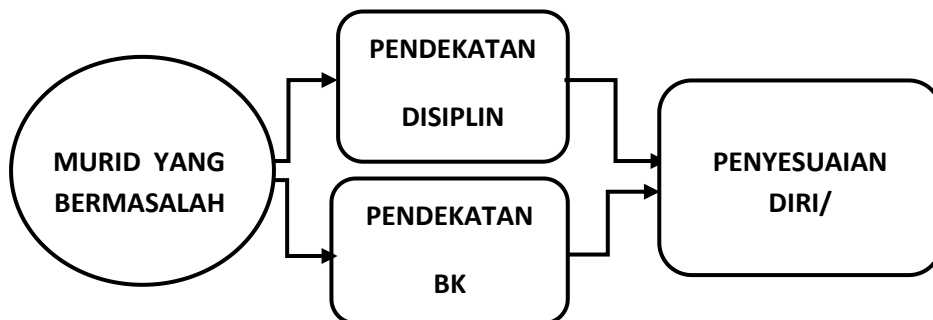 MURID YANG
BERMASALAH
PENDEKATAN
DISIPLIN
PENDEKATAN
BK
PENYESUAIAN
DIRI/